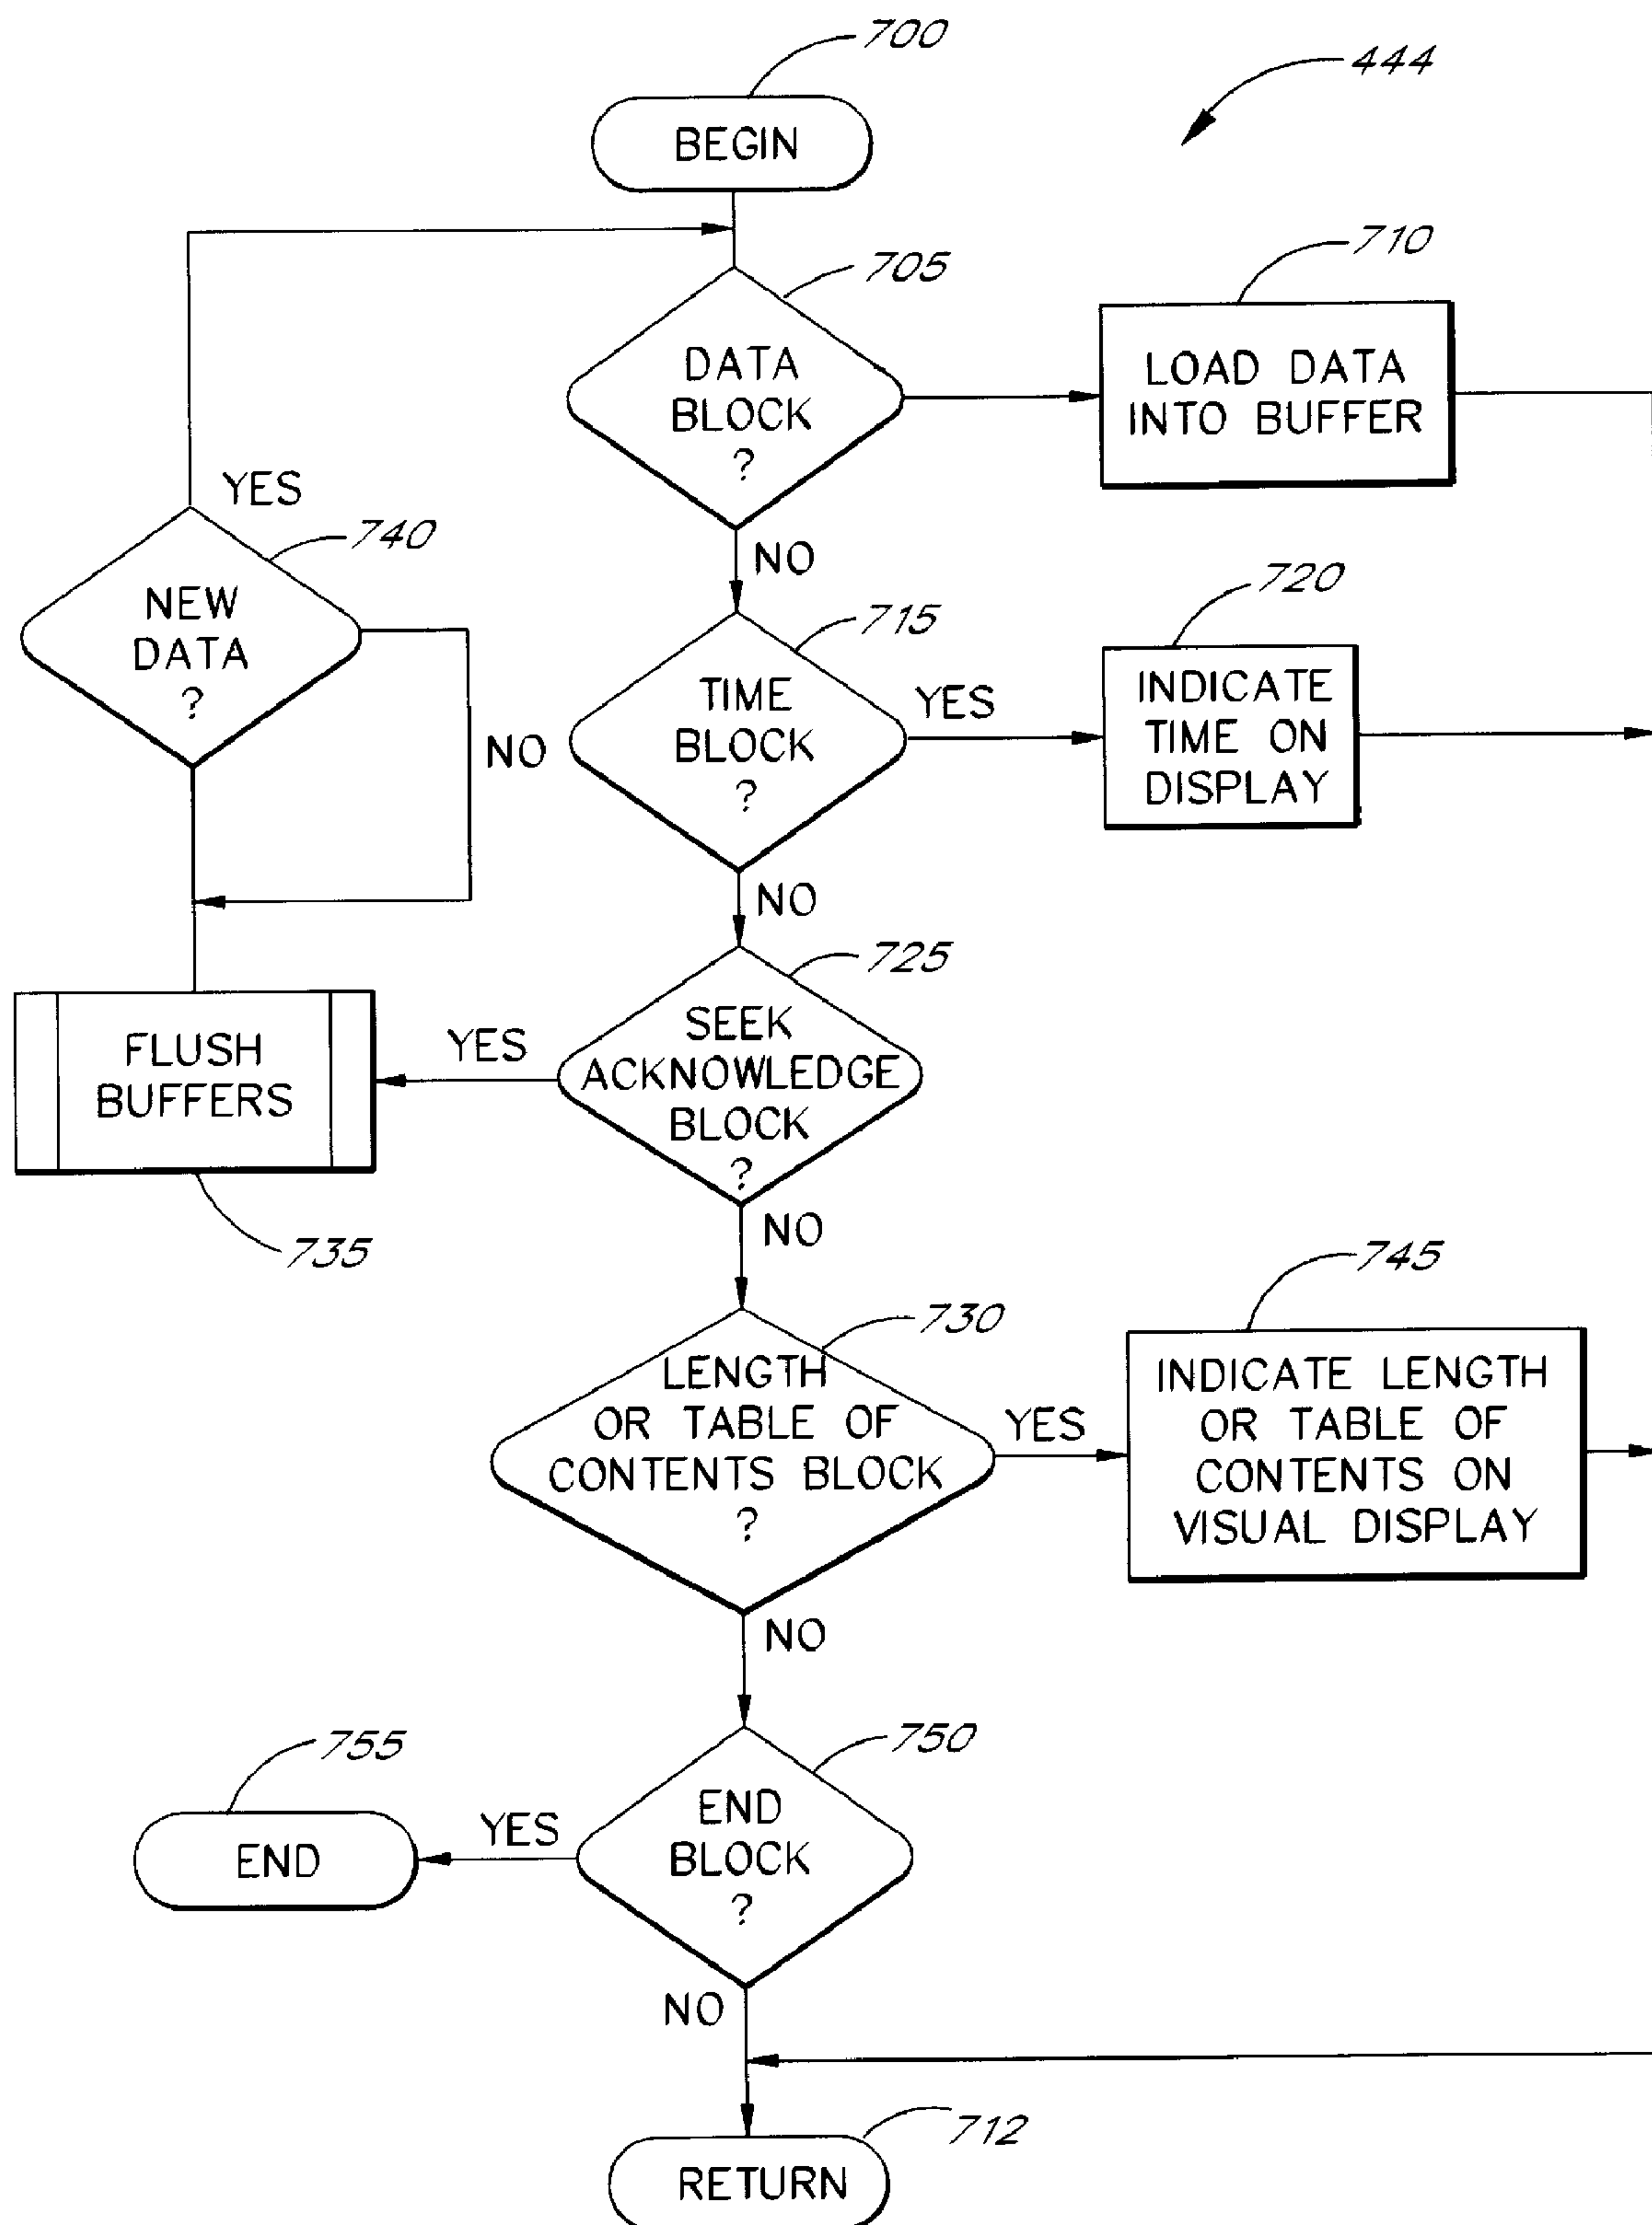 700
444
BEGIN
705
710
DATA
BLOCK
?
LOAD DATA
INTO BUFFER
YES
740
NO
NEW
DATA
?
715
720
TIME
BLOCK
?
YES
INDICATE
TIME ON
DISPLAY
NO
NO
725
SEEK
ACKNOWLEDGE
BLOCK
?
YES
FLUSH
BUFFERS
735
NO
730
745
LENGTH
OR TABLE OF
CONTENTS BLOCK
?
YES
INDICATE LENGTH
OR TABLE OF
CONTENTS ON
VISUAL DISPLAY
NO
755
750
END
BLOCK
?
YES
END
NO
712
RETURN